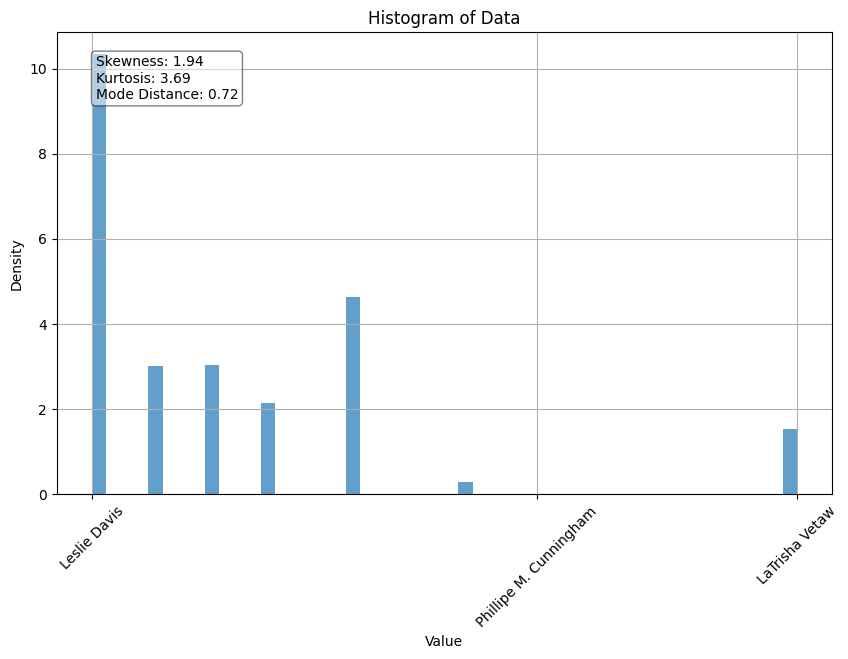 Histogram of Data
Skewness: 1.94
Kurtosis: 3.69
Mode Distance: 0.72
10
8
6
4
2
0
Density
Leslie Davis
Phillipe M. Cunningham
LaTrisha Vetaw
Value